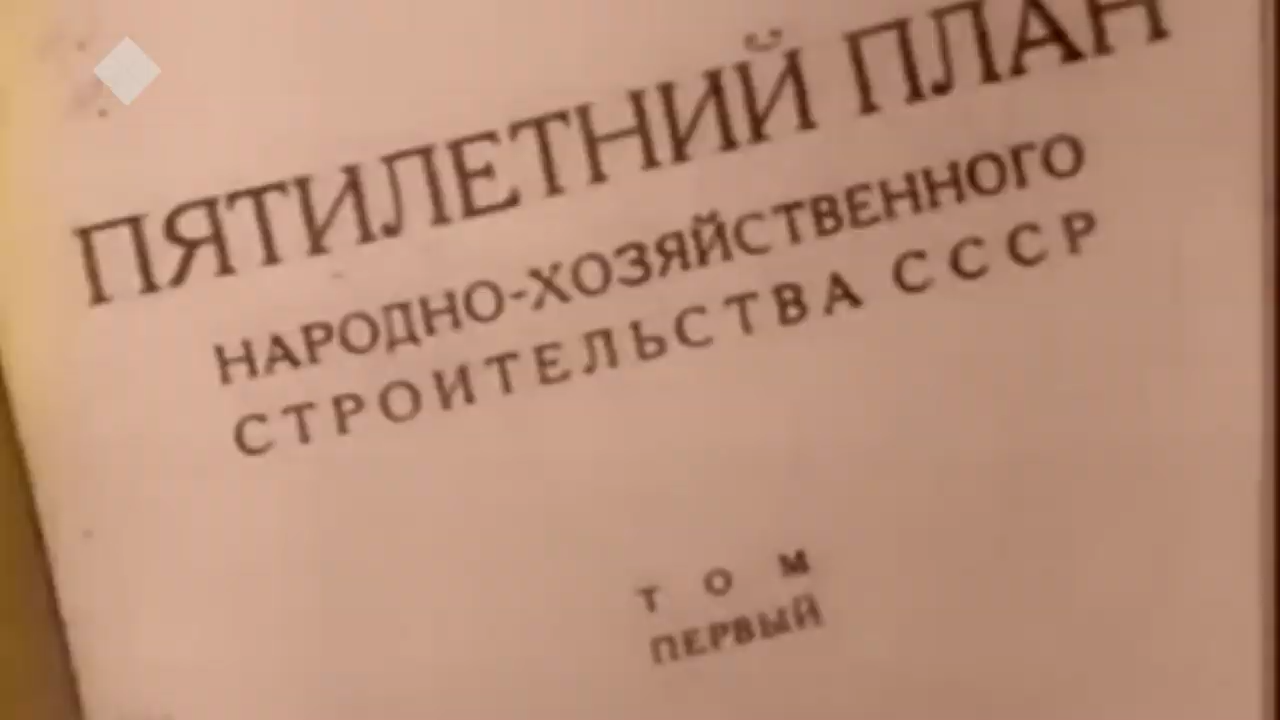 ПЯТИЛЕТНИЙ ПЛАН
НАРОДНО-ХОЗЯЙСТВЕННОГО
СТРОИТЕЛЬСТВА СССР
ТОМ
ПЕРВЫЙ